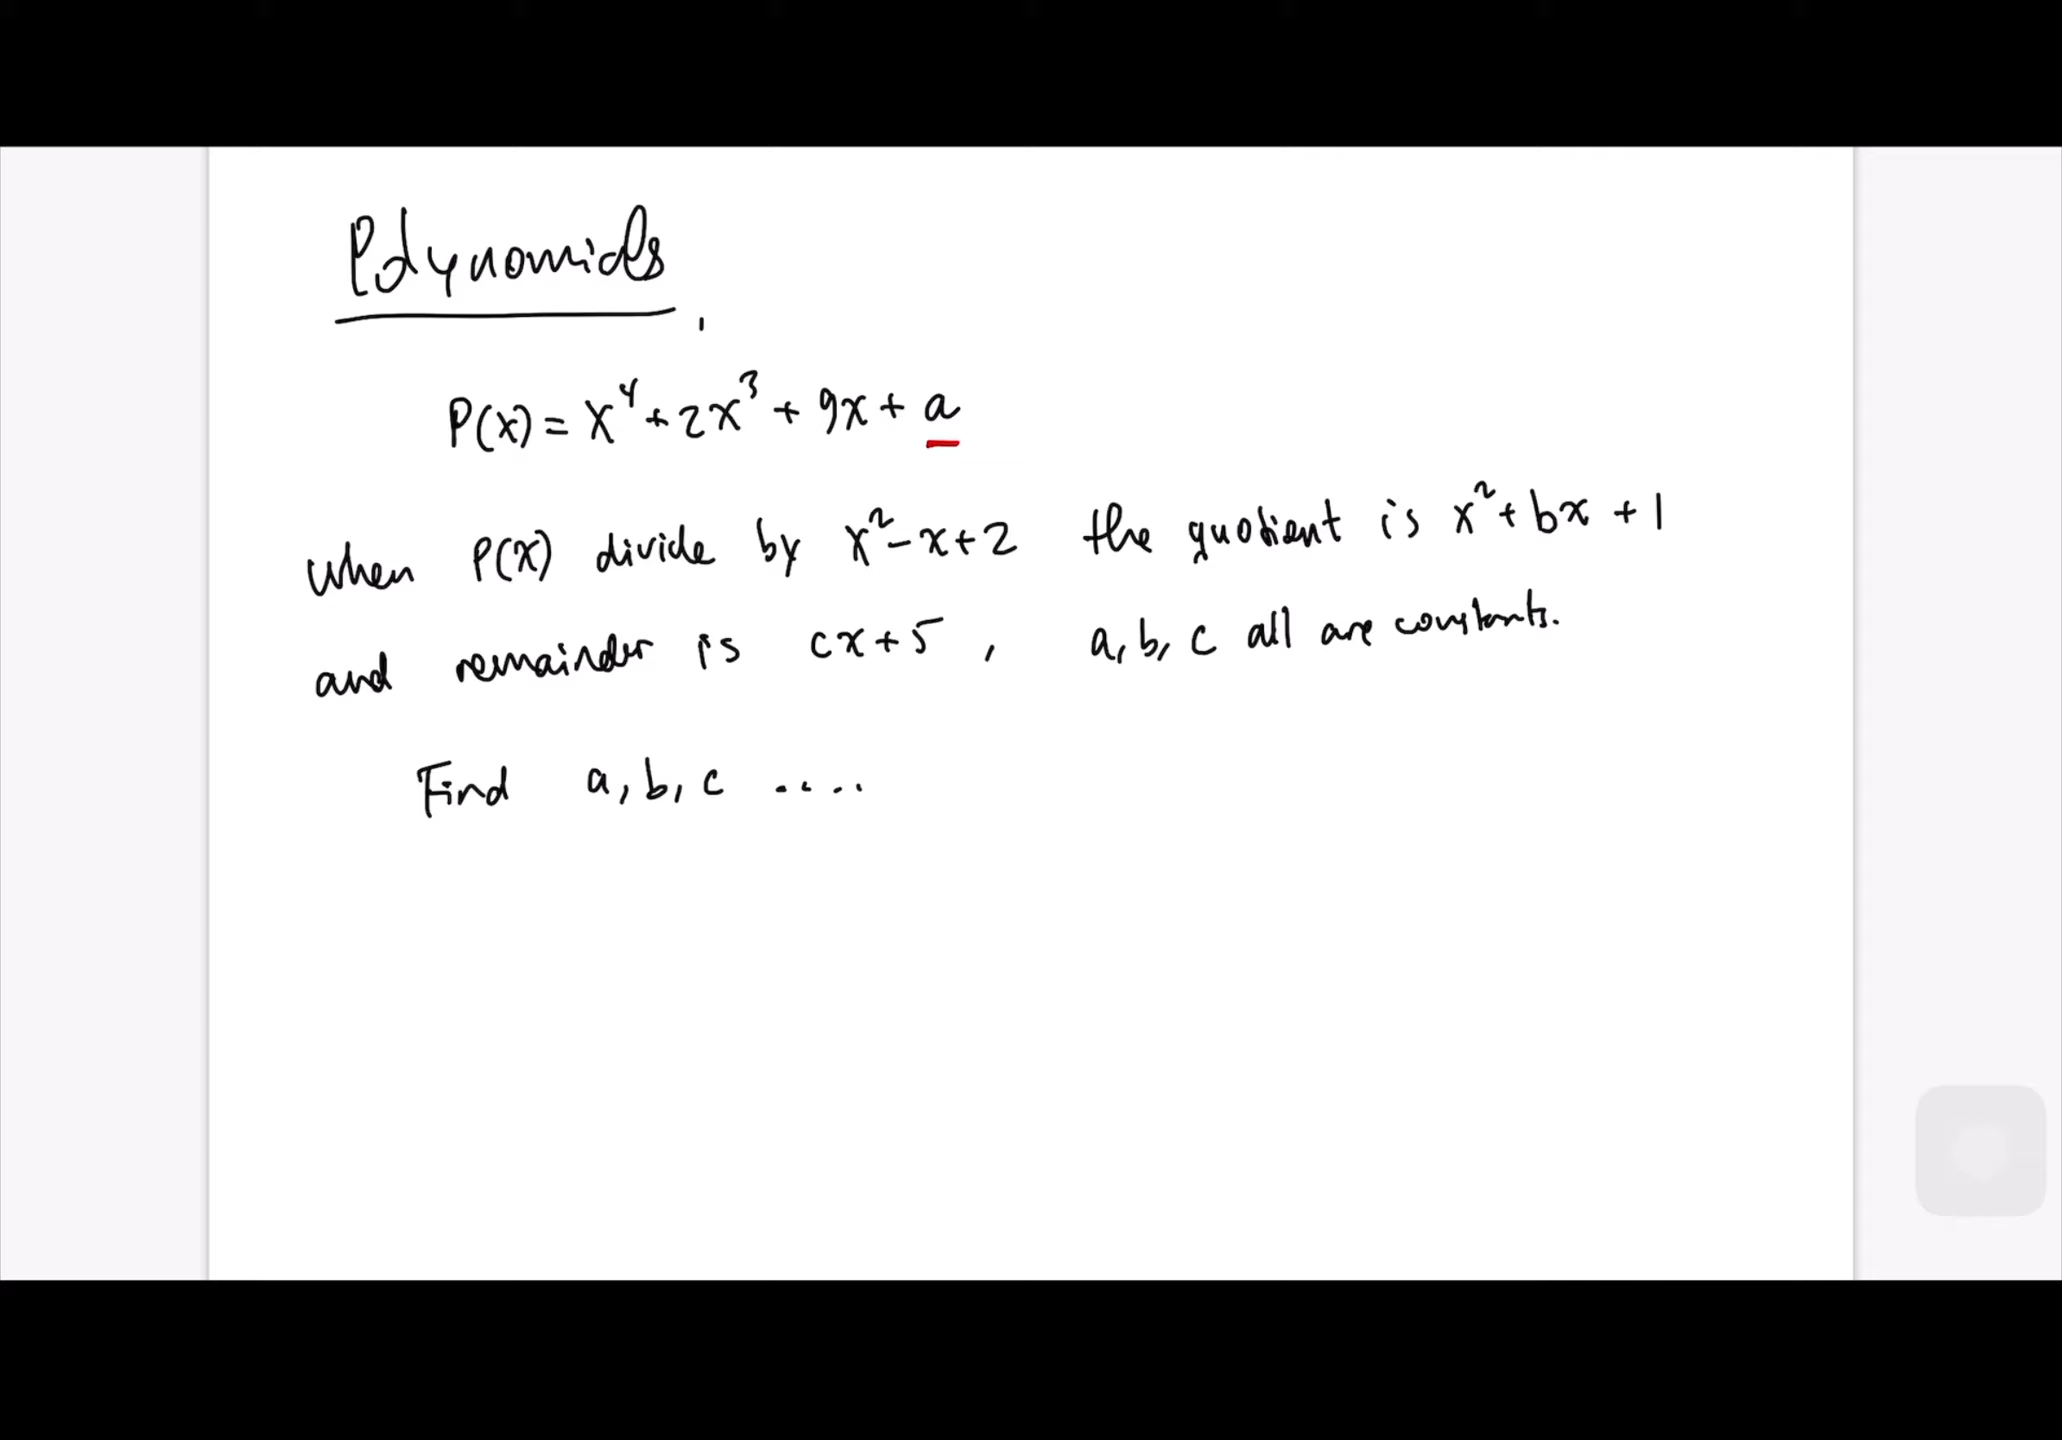 Polynomials
P(x) = x⁴ + 2x³ + 9x + a
when P(x) divide by x² - x + 2 the quotient is x² + bx + 1
and remainder is cx + 5 , a, b, c all are constants.
Find a, b, c ....